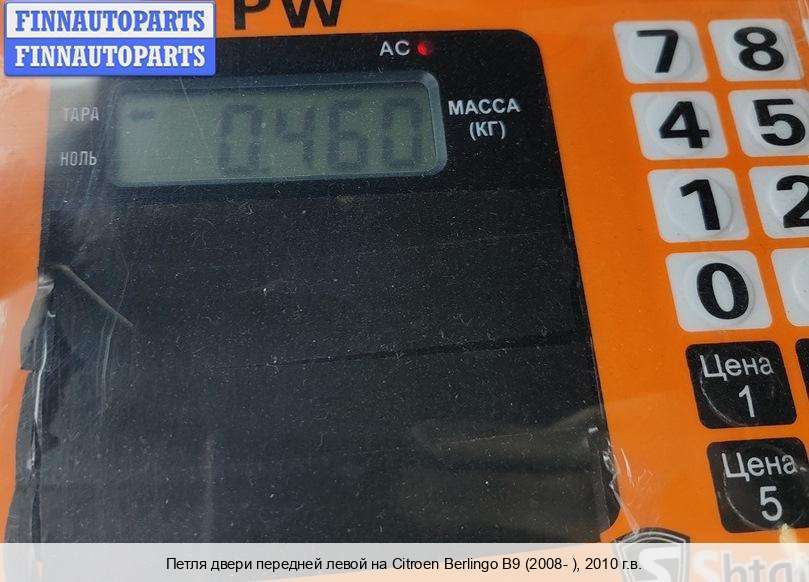 FINNAUTOPARTS
FINNAUTOPARTS
PW
AC
7 8
ТАРА
МАССА
4 5
0460
(КГ)
НОЛЬ
1 2
0
Цена
1
Цена
5
Shtq
Петля двери передней левой на Citroen Berlingo B9 (2008- ), 2010 г.в.